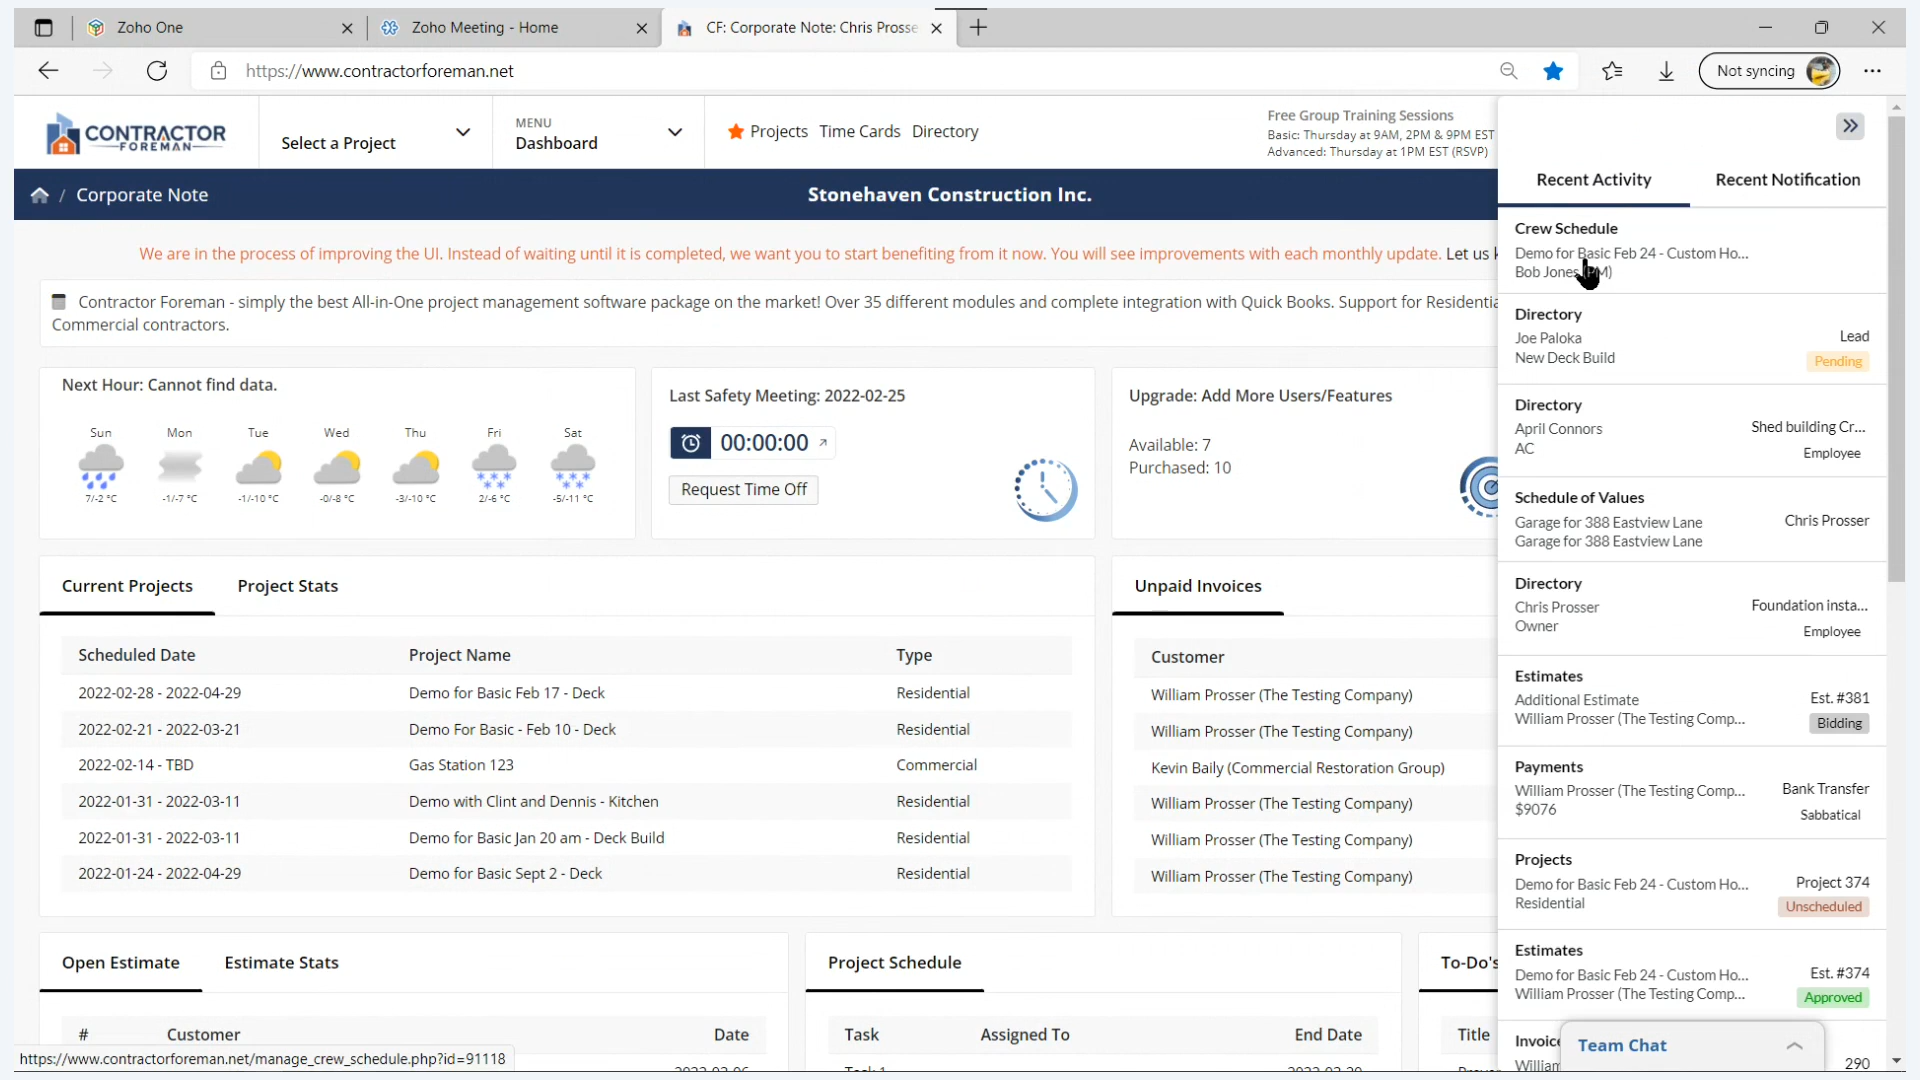 Zoho One
Zoho Meeting - Home
CF: Corporate Note: Chris Prosse
https://www.contractorforeman.net
Not syncing
CONTRACTOR
FOREMAN
Select a Project
MENU
Dashboard
Projects Time Cards Directory
Free Group Training Sessions
Basic: Thursday at 9AM, 2PM & 9PM EST
Advanced: Thursday at 1PM EST (RSVP)
/ Corporate Note
Stonehaven Construction Inc.
We are in the process of improving the UI. Instead of waiting until it is completed, we want you to start benefiting from it now. You will see improvements with each monthly update. Let us k
Contractor Foreman - simply the best All-in-One project management software package on the market! Over 35 different modules and complete integration with Quick Books. Support for Residentia
Commercial contractors.
Next Hour: Cannot find data.
Sun Mon Tue Wed Thu Fri Sat
7/-2 °C -1/-7 °C -1/-10 °C -0/-8 °C -3/-10 °C 2/-6 °C -5/-11 °C
Last Safety Meeting: 2022-02-25
00:00:00
Request Time Off
Upgrade: Add More Users/Features
Available: 7
Purchased: 10
Current Projects Project Stats
Scheduled Date Project Name Type
2022-02-28 - 2022-04-29 Demo for Basic Feb 17 - Deck Residential
2022-02-21 - 2022-03-21 Demo For Basic - Feb 10 - Deck Residential
2022-02-14 - TBD Gas Station 123 Commercial
2022-01-31 - 2022-03-11 Demo with Clint and Dennis - Kitchen Residential
2022-01-31 - 2022-03-11 Demo for Basic Jan 20 am - Deck Build Residential
2022-01-24 - 2022-04-29 Demo for Basic Sept 2 - Deck Residential
Unpaid Invoices
Customer
William Prosser (The Testing Company)
William Prosser (The Testing Company)
Kevin Baily (Commercial Restoration Group)
William Prosser (The Testing Company)
William Prosser (The Testing Company)
William Prosser (The Testing Company)
Open Estimate Estimate Stats
# Customer Date
Project Schedule
Task Assigned To End Date
To-Do's
Title
https://www.contractorforeman.net/manage_crew_schedule.php?id=91118
Recent Activity Recent Notification
Crew Schedule
Demo for Basic Feb 24 - Custom Ho...
Bob Jones (PM)
Directory
Joe Paloka Lead
New Deck Build Pending
Directory
April Connors Shed building Cr...
AC Employee
Schedule of Values
Garage for 388 Eastview Lane Chris Prosser
Garage for 388 Eastview Lane
Directory
Chris Prosser Foundation insta...
Owner Employee
Estimates
Additional Estimate Est. #381
William Prosser (The Testing Comp... Bidding
Payments
William Prosser (The Testing Comp... Bank Transfer
$9076 Sabbatical
Projects
Demo for Basic Feb 24 - Custom Ho... Project 374
Residential Unscheduled
Estimates
Demo for Basic Feb 24 - Custom Ho... Est. #374
William Prosser (The Testing Comp... Approved
Invoice
William 290
Team Chat